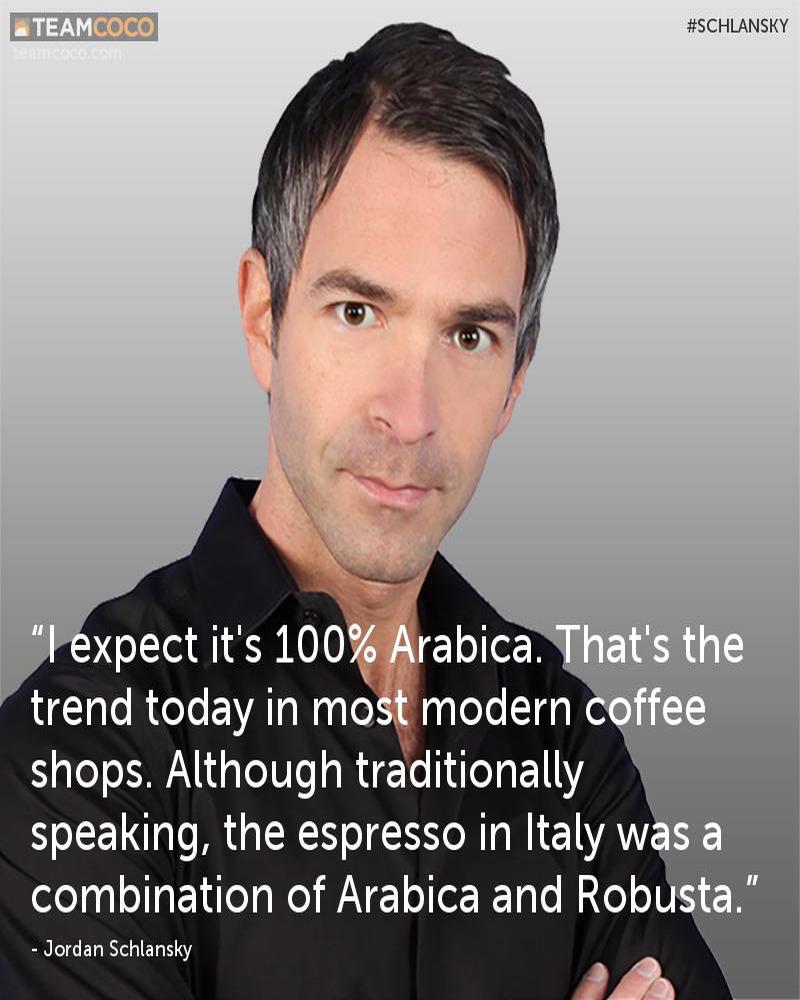 TEAMCOCO
teamcoco.com
#SCHLANSKY
“I expect it's 100% Arabica. That's the
trend today in most modern coffee
shops. Although traditionally
speaking, the espresso in Italy was a
combination of Arabica and Robusta.”
- Jordan Schlansky